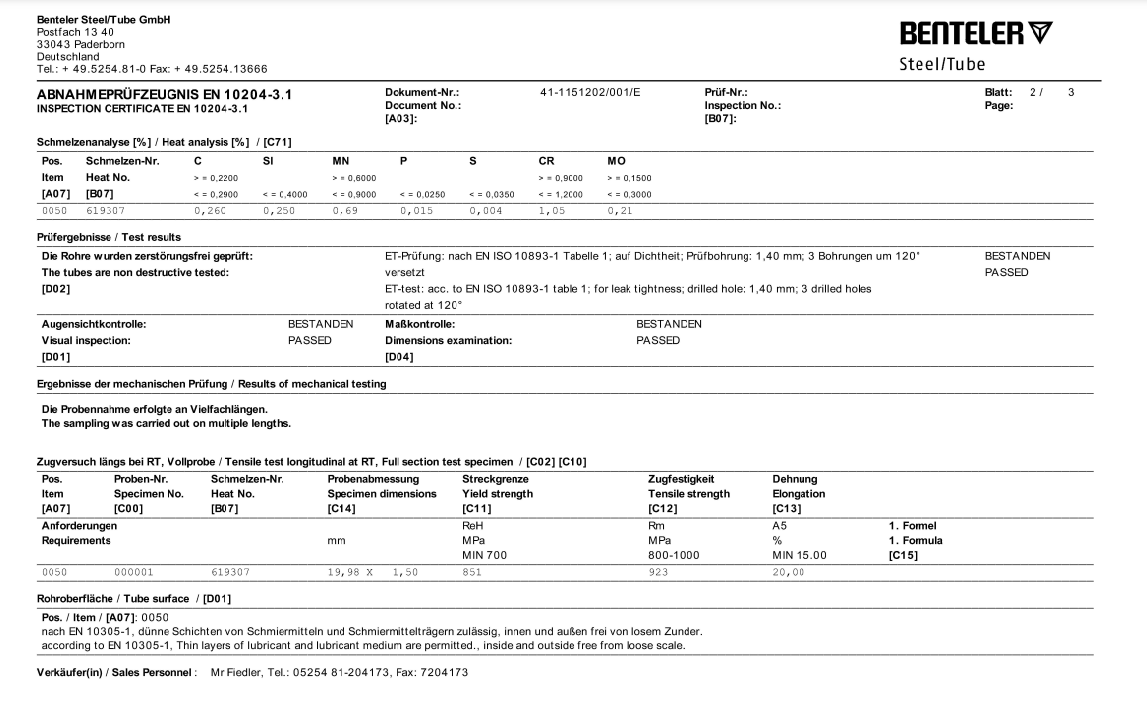 Benteler Steel/Tube GmbH
Postfach 13 40
33043 Paderborn
Deutschland
Tel.: + 49.5254.81-0 Fax: + 49.5254.13666
BENTELER
Steel/Tube
ABNAHMEPRÜFZEUGNIS EN 10204-3.1
INSPECTION CERTIFICATE EN 10204-3.1
Dokument-Nr.: 41-1151202/001/E
Document No.:
[A03]:
Prüf-Nr.:
Inspection No.:
[B07]:
Blatt: 2 / 3
Page:
Schmelzenanalyse [%] / Heat analysis [%] / [C71]
Pos. Schmelzen-Nr. C SI MN P S CR MO
Item Heat No. > = 0,2200 > = 0,6000 > = 0,9000 > = 0,1500
[A07] [B07] < = 0,2900 < = 0,4000 < = 0,9000 < = 0,0250 < = 0,0350 < = 1,2000 < = 0,3000
0050 619307 0,260 0,250 0.69 0,015 0,004 1,05 0,21
Prüfergebnisse / Test results
Die Rohre wurden zerstörungsfrei geprüft: ET-Prüfung: nach EN ISO 10893-1 Tabelle 1; auf Dichtheit; Prüfbohrung: 1,40 mm; 3 Bohrungen um 120° BESTANDEN
The tubes are non destructive tested: versetzt PASSED
[D02] ET-test: acc. to EN ISO 10893-1 table 1; for leak tightness; drilled hole: 1,40 mm; 3 drilled holes
rotated at 120°
Augensichtkontrolle: BESTANDEN Maßkontrolle: BESTANDEN
Visual inspection: PASSED Dimensions examination: PASSED
[D01] [D04]
Ergebnisse der mechanischen Prüfung / Results of mechanical testing
Die Probennahme erfolgte an Vielfachlängen.
The sampling was carried out on multiple lengths.
Zugversuch längs bei RT, Vollprobe / Tensile test longitudinal at RT, Full section test specimen / [C02] [C10]
Pos. Proben-Nr. Schmelzen-Nr. Probenabmessung Streckgrenze Zugfestigkeit Dehnung
Item Specimen No. Heat No. Specimen dimensions Yield strength Tensile strength Elongation
[A07] [C00] [B07] [C14] [C11] [C12] [C13]
Anforderungen ReH Rm A5 1. Formel
Requirements mm MPa MPa % 1. Formula
MIN 700 800-1000 MIN 15.00 [C15]
0050 000001 619307 19,98 X 1,50 851 923 20,00
Rohroberfläche / Tube surface / [D01]
Pos. / Item / [A07]: 0050
nach EN 10305-1, dünne Schichten von Schmiermitteln und Schmiermittelträgern zulässig, innen und außen frei von losem Zunder.
according to EN 10305-1, Thin layers of lubricant and lubricant medium are permitted., inside and outside free from loose scale.
Verkäufer(in) / Sales Personnel : Mr Fiedler, Tel.: 05254 81-204173, Fax: 7204173